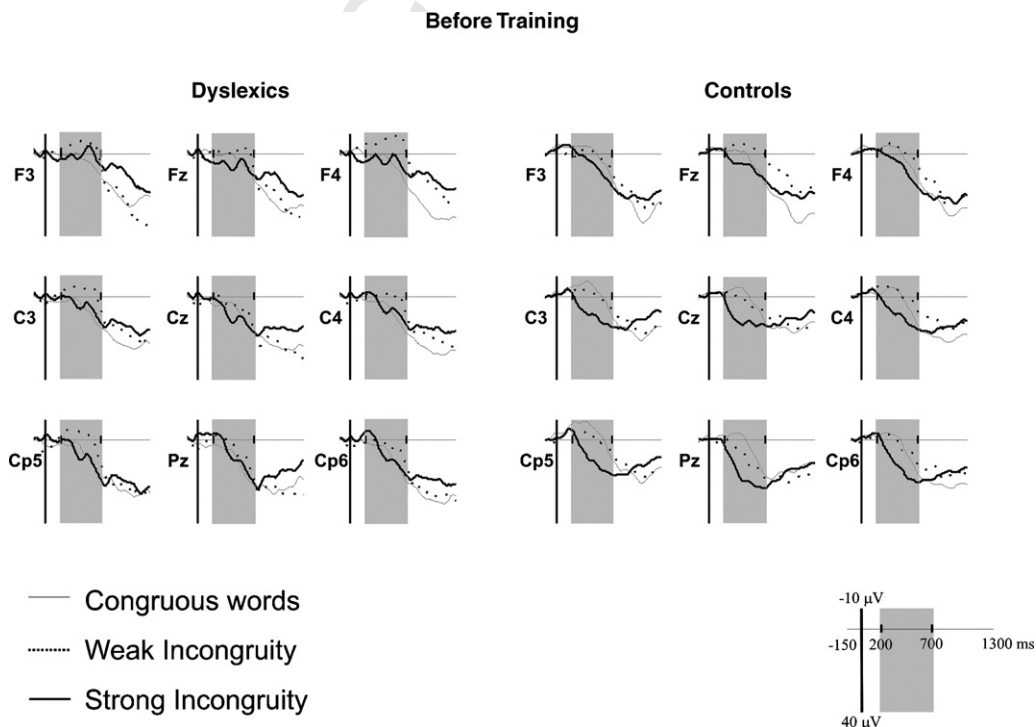 Before Training
Dyslexics Controls
F3 Fz F4 F3 Fz F4
C3 Cz C4 C3 Cz C4
Cp5 Pz Cp6 Cp5 Pz Cp6
Congruous words
Weak Incongruity
Strong Incongruity
-10 µV
-150 200 700 1300 ms
40 µV